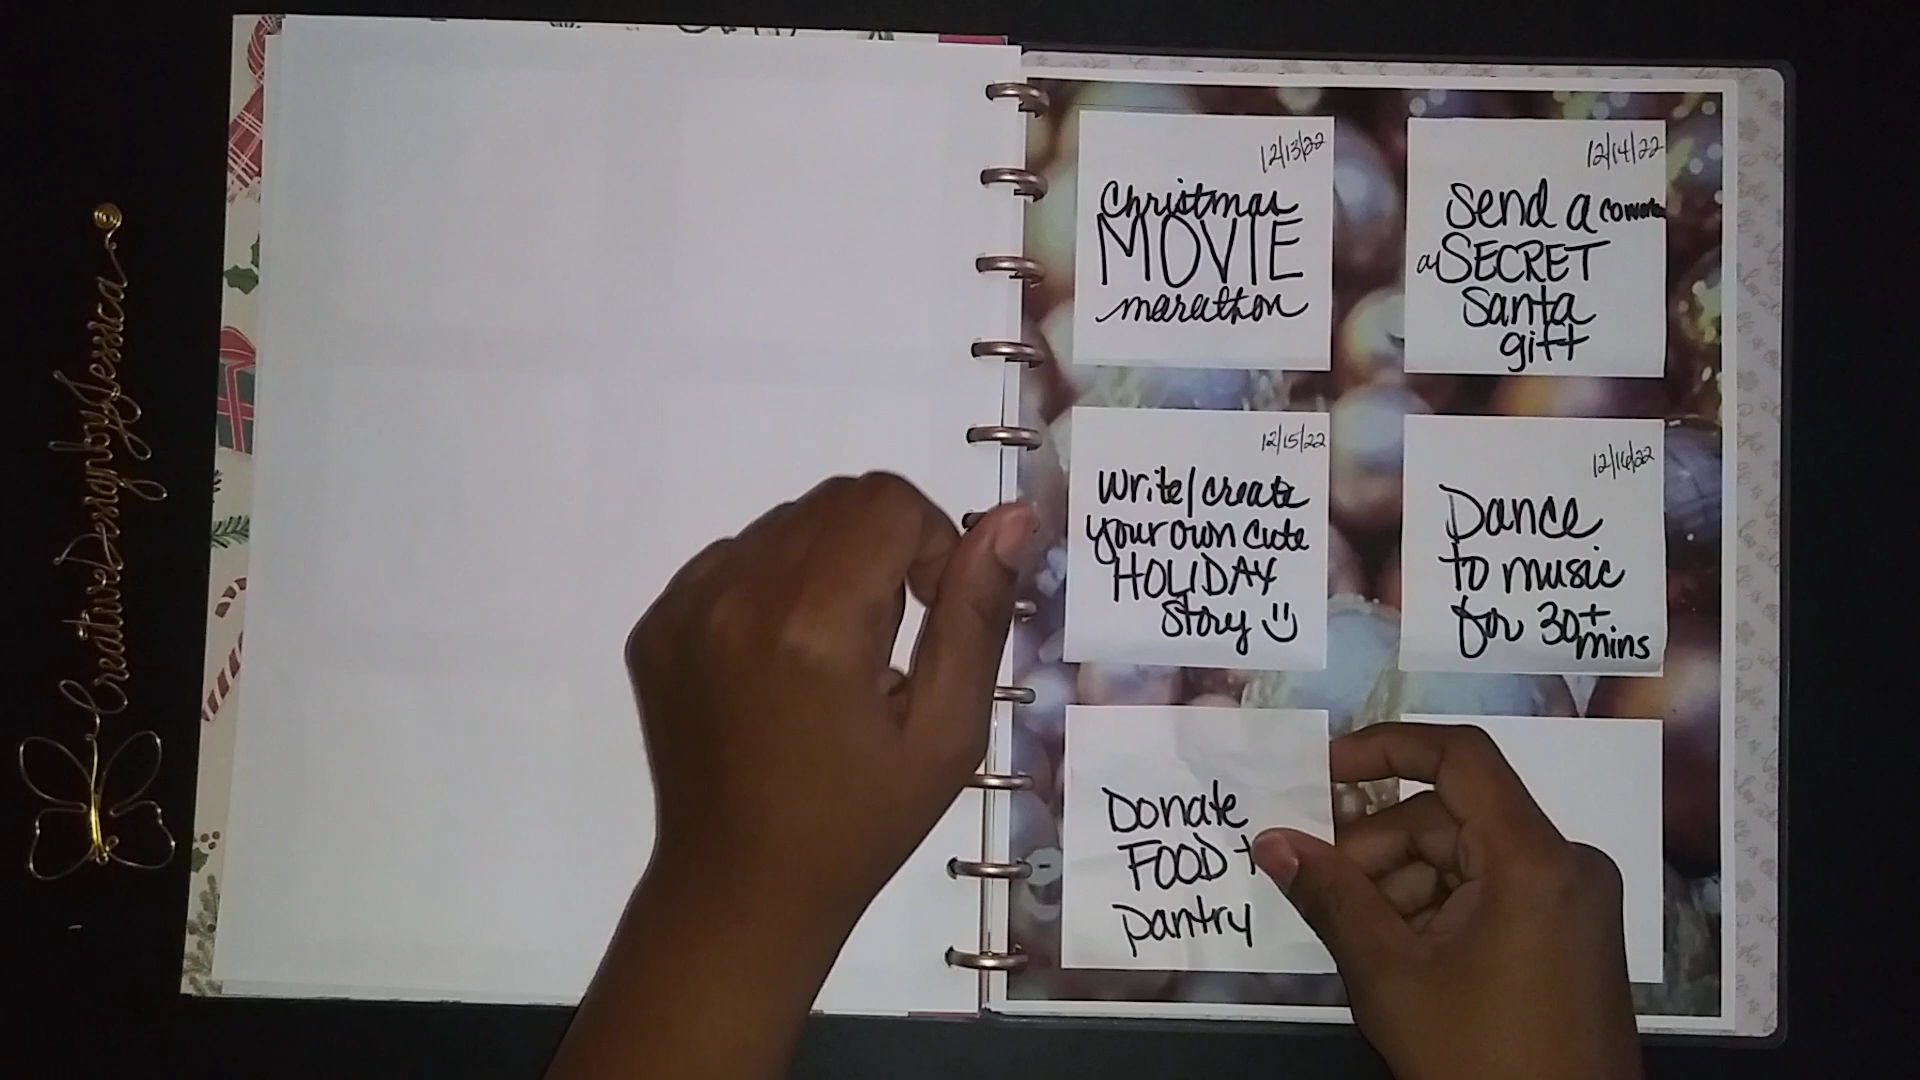 CreativeDesignbyJessica
12/13/22
Christmas
MOVIE
marathon
12/14/22
Send a coworker
a SECRET
Santa
gift
12/15/22
Write/create
your own cute
HOLIDAY
Story
12/16/22
Dance
to music
for 30+
mins
Donate
FOOD +
pantry